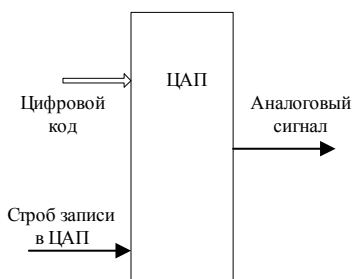 ЦАП
Цифровой
код
Аналоговый
сигнал
Строб записи
в ЦАП